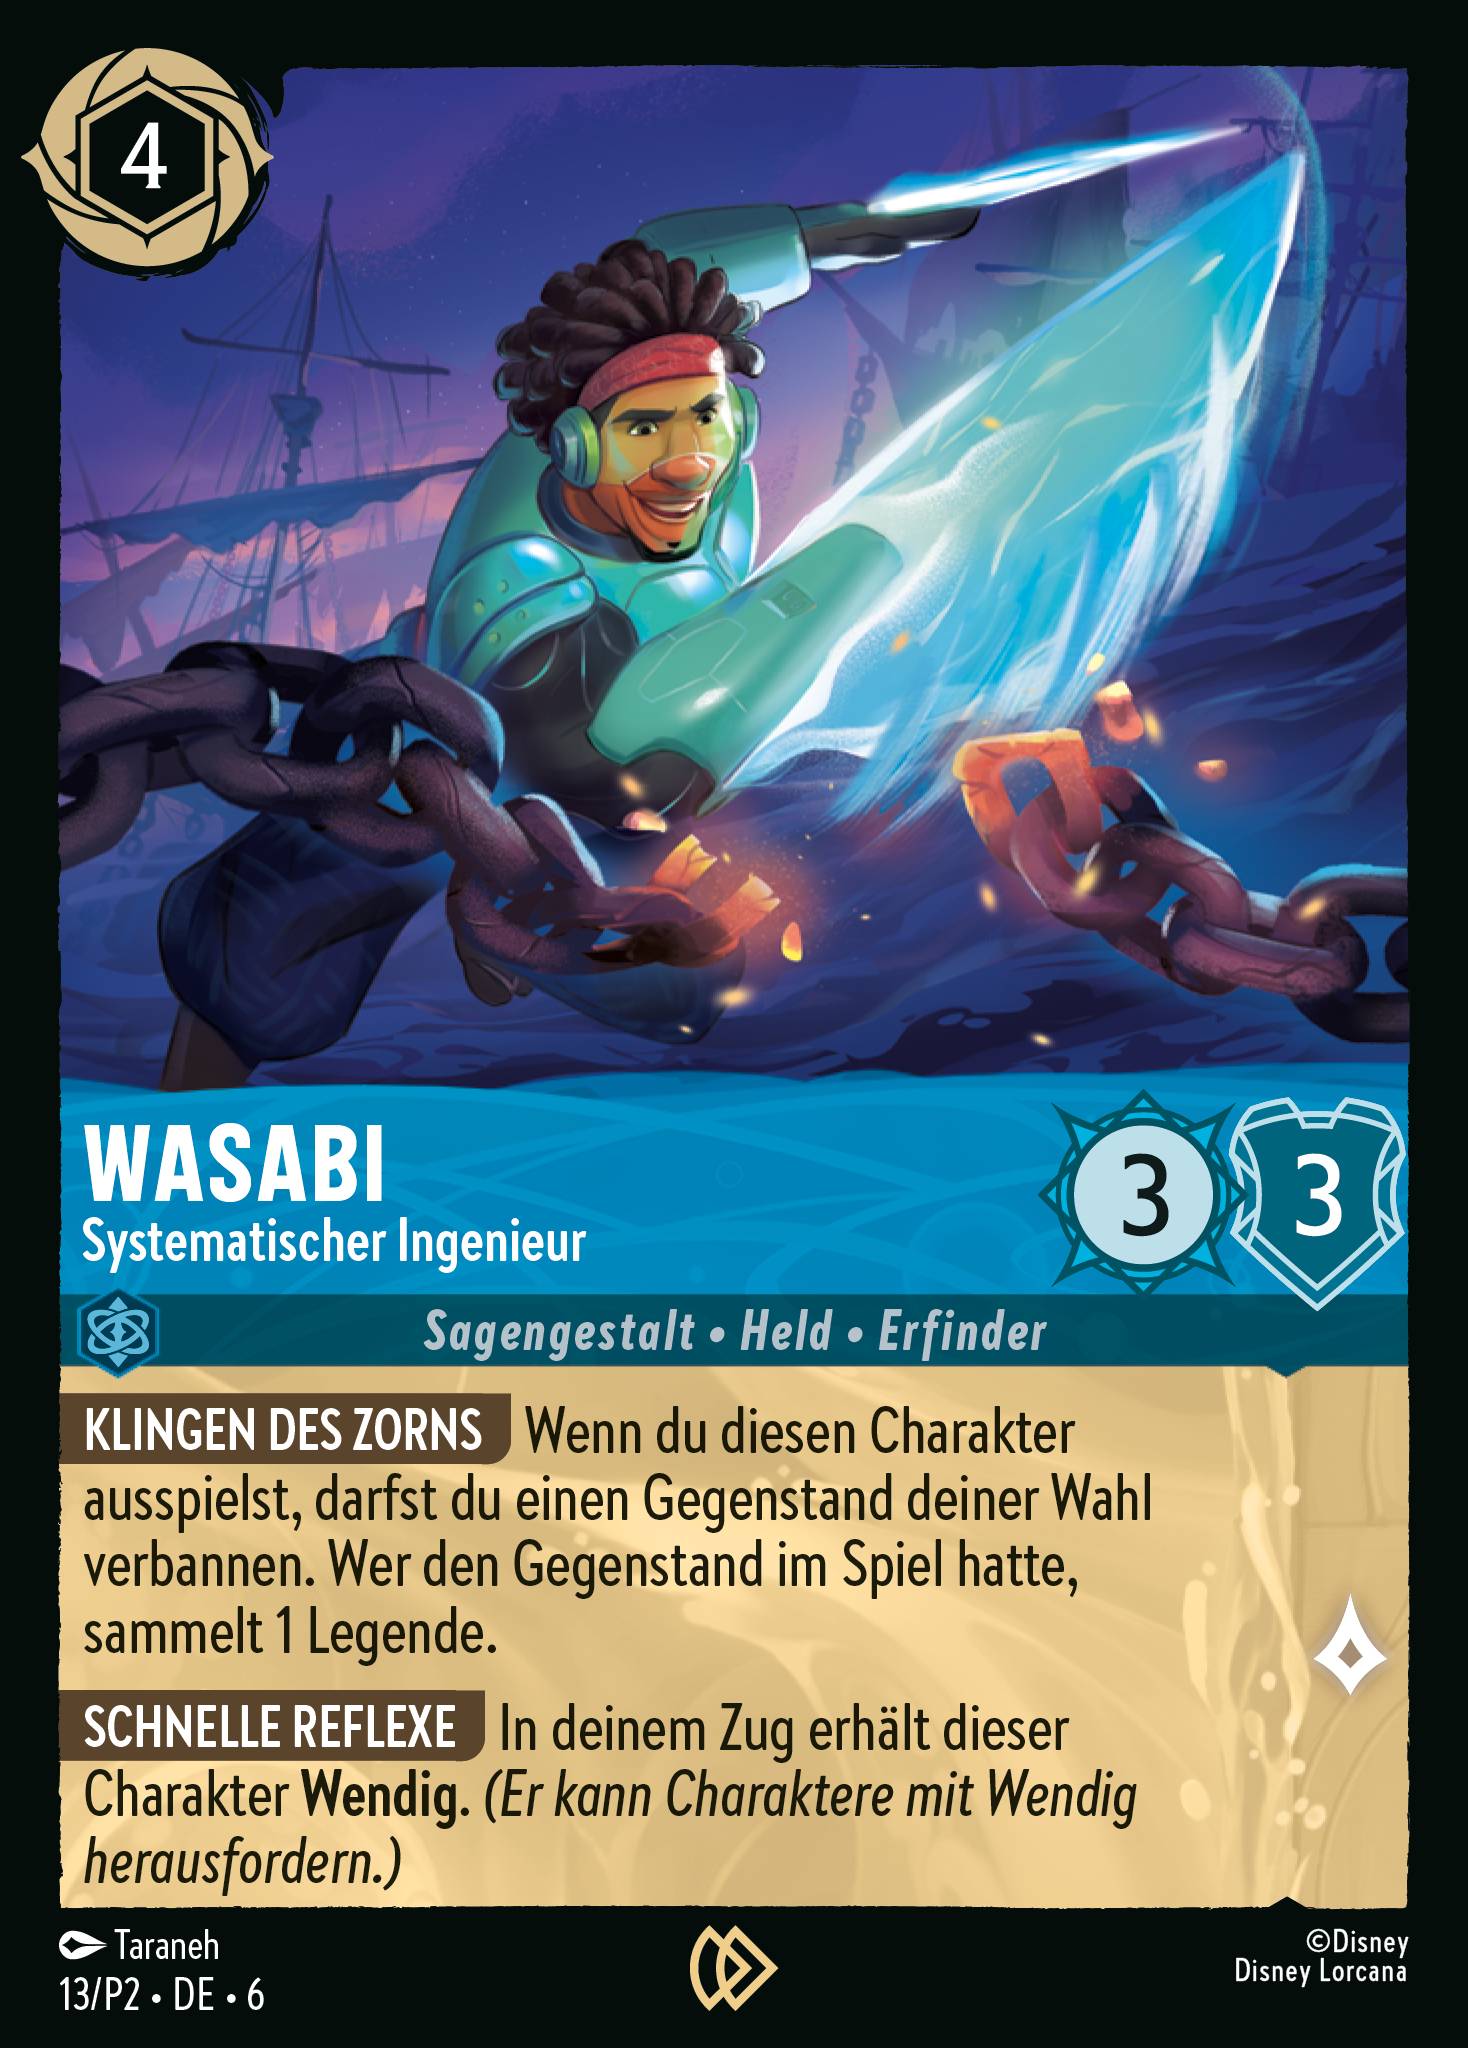 4
WASABI
Systematischer Ingenieur
3
3
Sagengestalt • Held • Erfinder
KLINGEN DES ZORNS Wenn du diesen Charakter
ausspielst, darfst du einen Gegenstand deiner Wahl
verbannen. Wer den Gegenstand im Spiel hatte,
sammelt 1 Legende.
SCHNELLE REFLEXE In deinem Zug erhält dieser
Charakter Wendig. (Er kann Charaktere mit Wendig
herausfordern.)
Taraneh
13/P2 • DE • 6
©Disney
Disney Lorcana